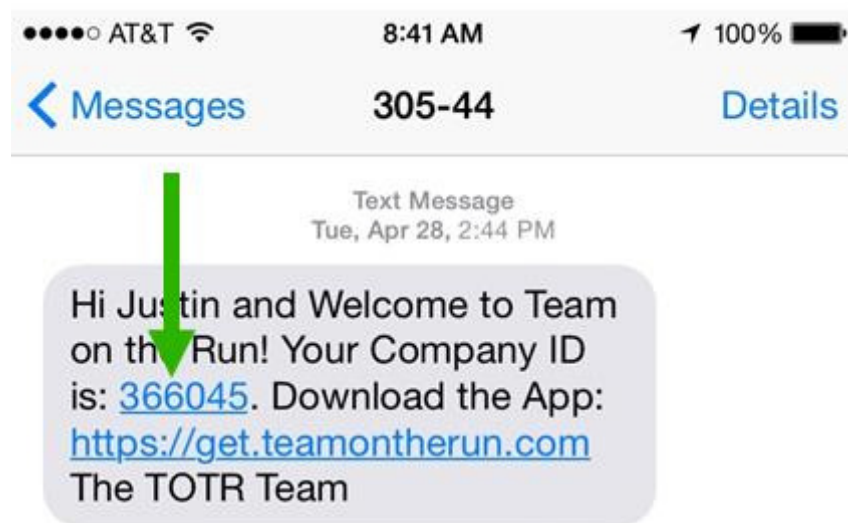 AT&T 8:41 AM 100%
Messages 305-44 Details
Text Message
Tue, Apr 28, 2:44 PM
Hi Justin and Welcome to Team
on the Run! Your Company ID
is: 366045. Download the App:
https://get.teamontherun.com
The TOTR Team